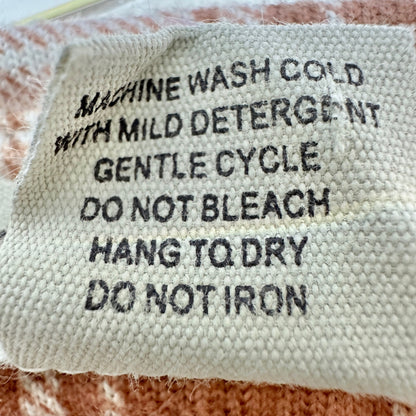 MACHINE WASH COLD
WITH MILD DETERGENT
GENTLE CYCLE
DO NOT BLEACH
HANG TO DRY
DO NOT IRON